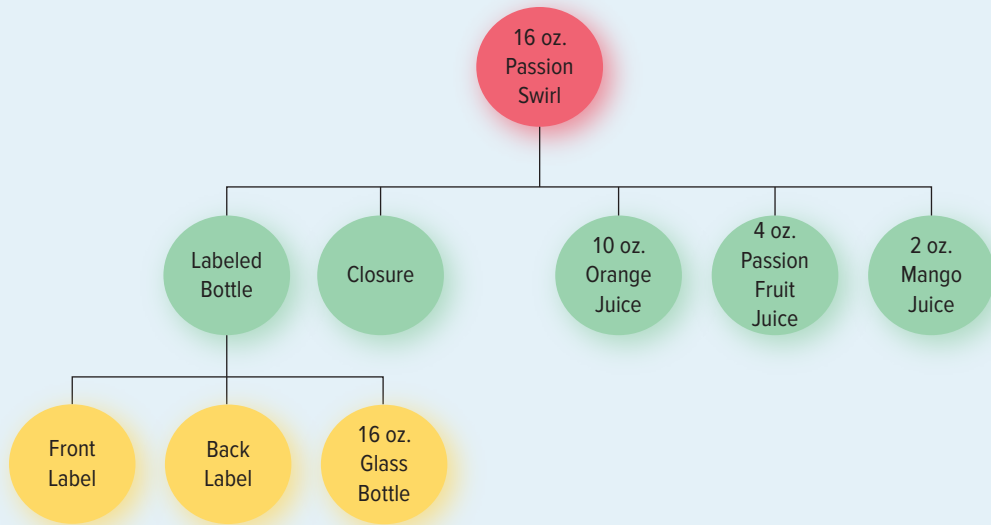 16 oz.
Passion
Swirl
Labeled
Bottle
Closure
10 oz.
Orange
Juice
4 oz.
Passion
Fruit
Juice
2 oz.
Mango
Juice
Front
Label
Back
Label
16 oz.
Glass
Bottle